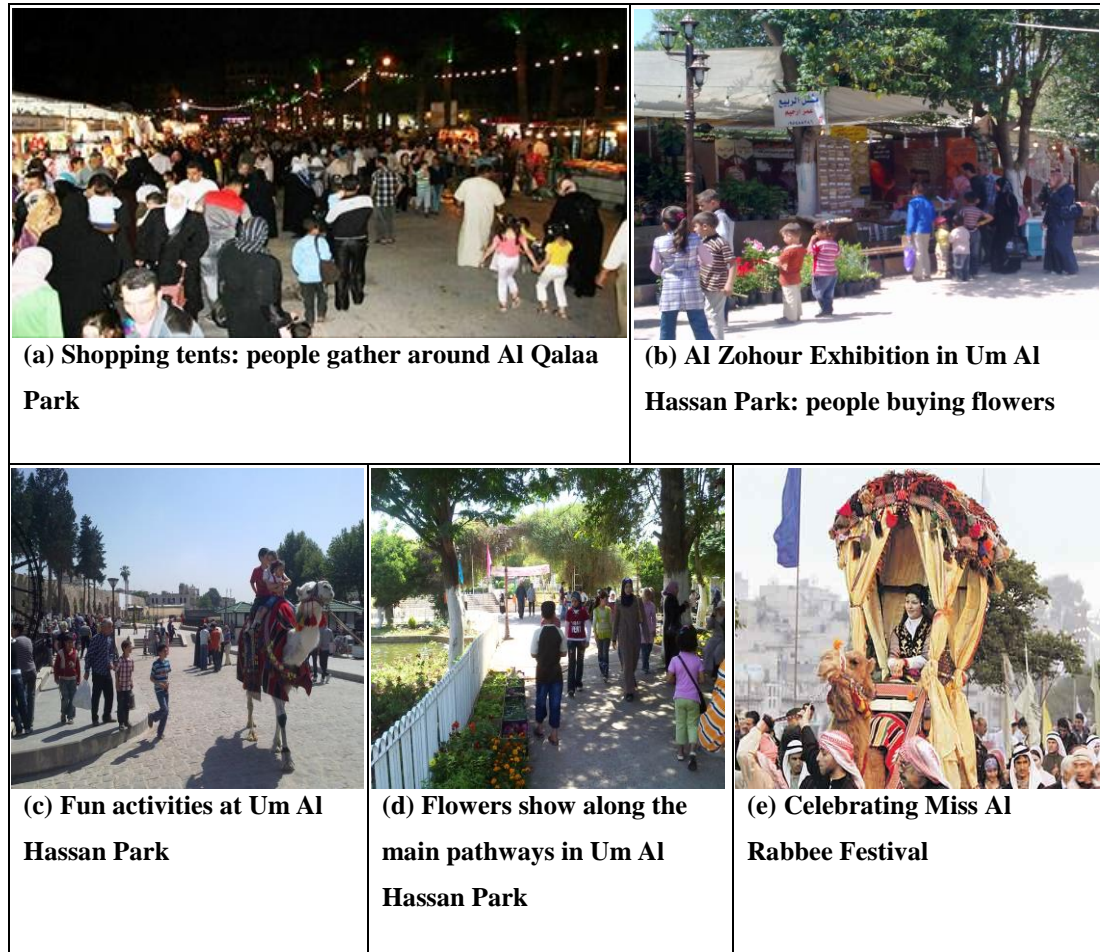 مشتل الربيع
(a) Shopping tents: people gather around Al Qalaa
Park
(b) Al Zohour Exhibition in Um Al
Hassan Park: people buying flowers
(c) Fun activities at Um Al
Hassan Park
(d) Flowers show along the
main pathways in Um Al
Hassan Park
(e) Celebrating Miss Al
Rabbee Festival